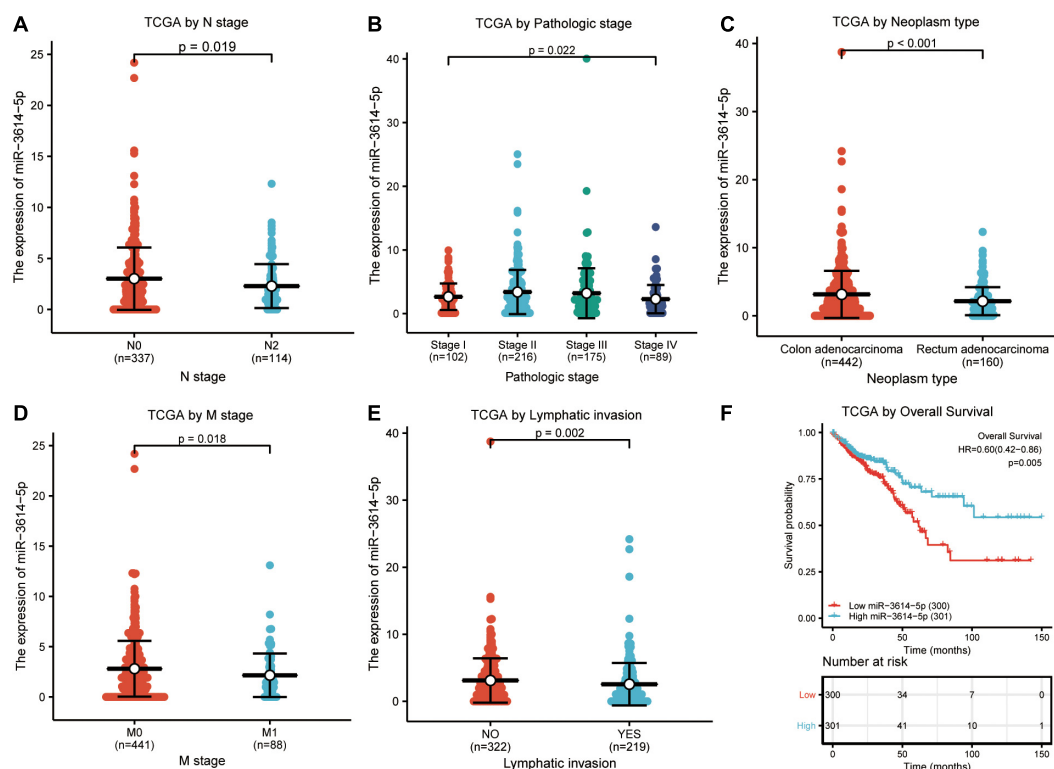 A
TCGA by N stage
p = 0.019
The expression of miR−3614−5p
25
20
15
10
5
0
N0
(n=337)
N2
(n=114)
N stage
B
TCGA by Pathologic stage
p = 0.022
The expression of miR−3614−5p
40
30
20
10
0
Stage I
(n=102)
Stage II
(n=216)
Stage III
(n=175)
Stage IV
(n=89)
Pathologic stage
C
TCGA by Neoplasm type
p < 0.001
The expression of miR−3614−5p
40
30
20
10
0
Colon adenocarcinoma
(n=442)
Rectum adenocarcinoma
(n=160)
Neoplasm type
D
TCGA by M stage
p = 0.018
The expression of miR−3614−5p
25
20
15
10
5
0
M0
(n=441)
M1
(n=88)
M stage
E
TCGA by Lymphatic invasion
p = 0.002
The expression of miR−3614−5p
40
30
20
10
0
NO
(n=322)
YES
(n=219)
Lymphatic invasion
F
TCGA by Overall Survival
Overall Survival
HR=0.60(0.42−0.86)
p=0.005
Survival probability
1.00
0.75
0.50
0.25
0.00
Low miR−3614−5p (300)
High miR−3614−5p (301)
0 50 100 150
Time (months)
Number at risk
Low 300 34 7 0
High 301 41 10 1
0 50 100 150
Time (months)